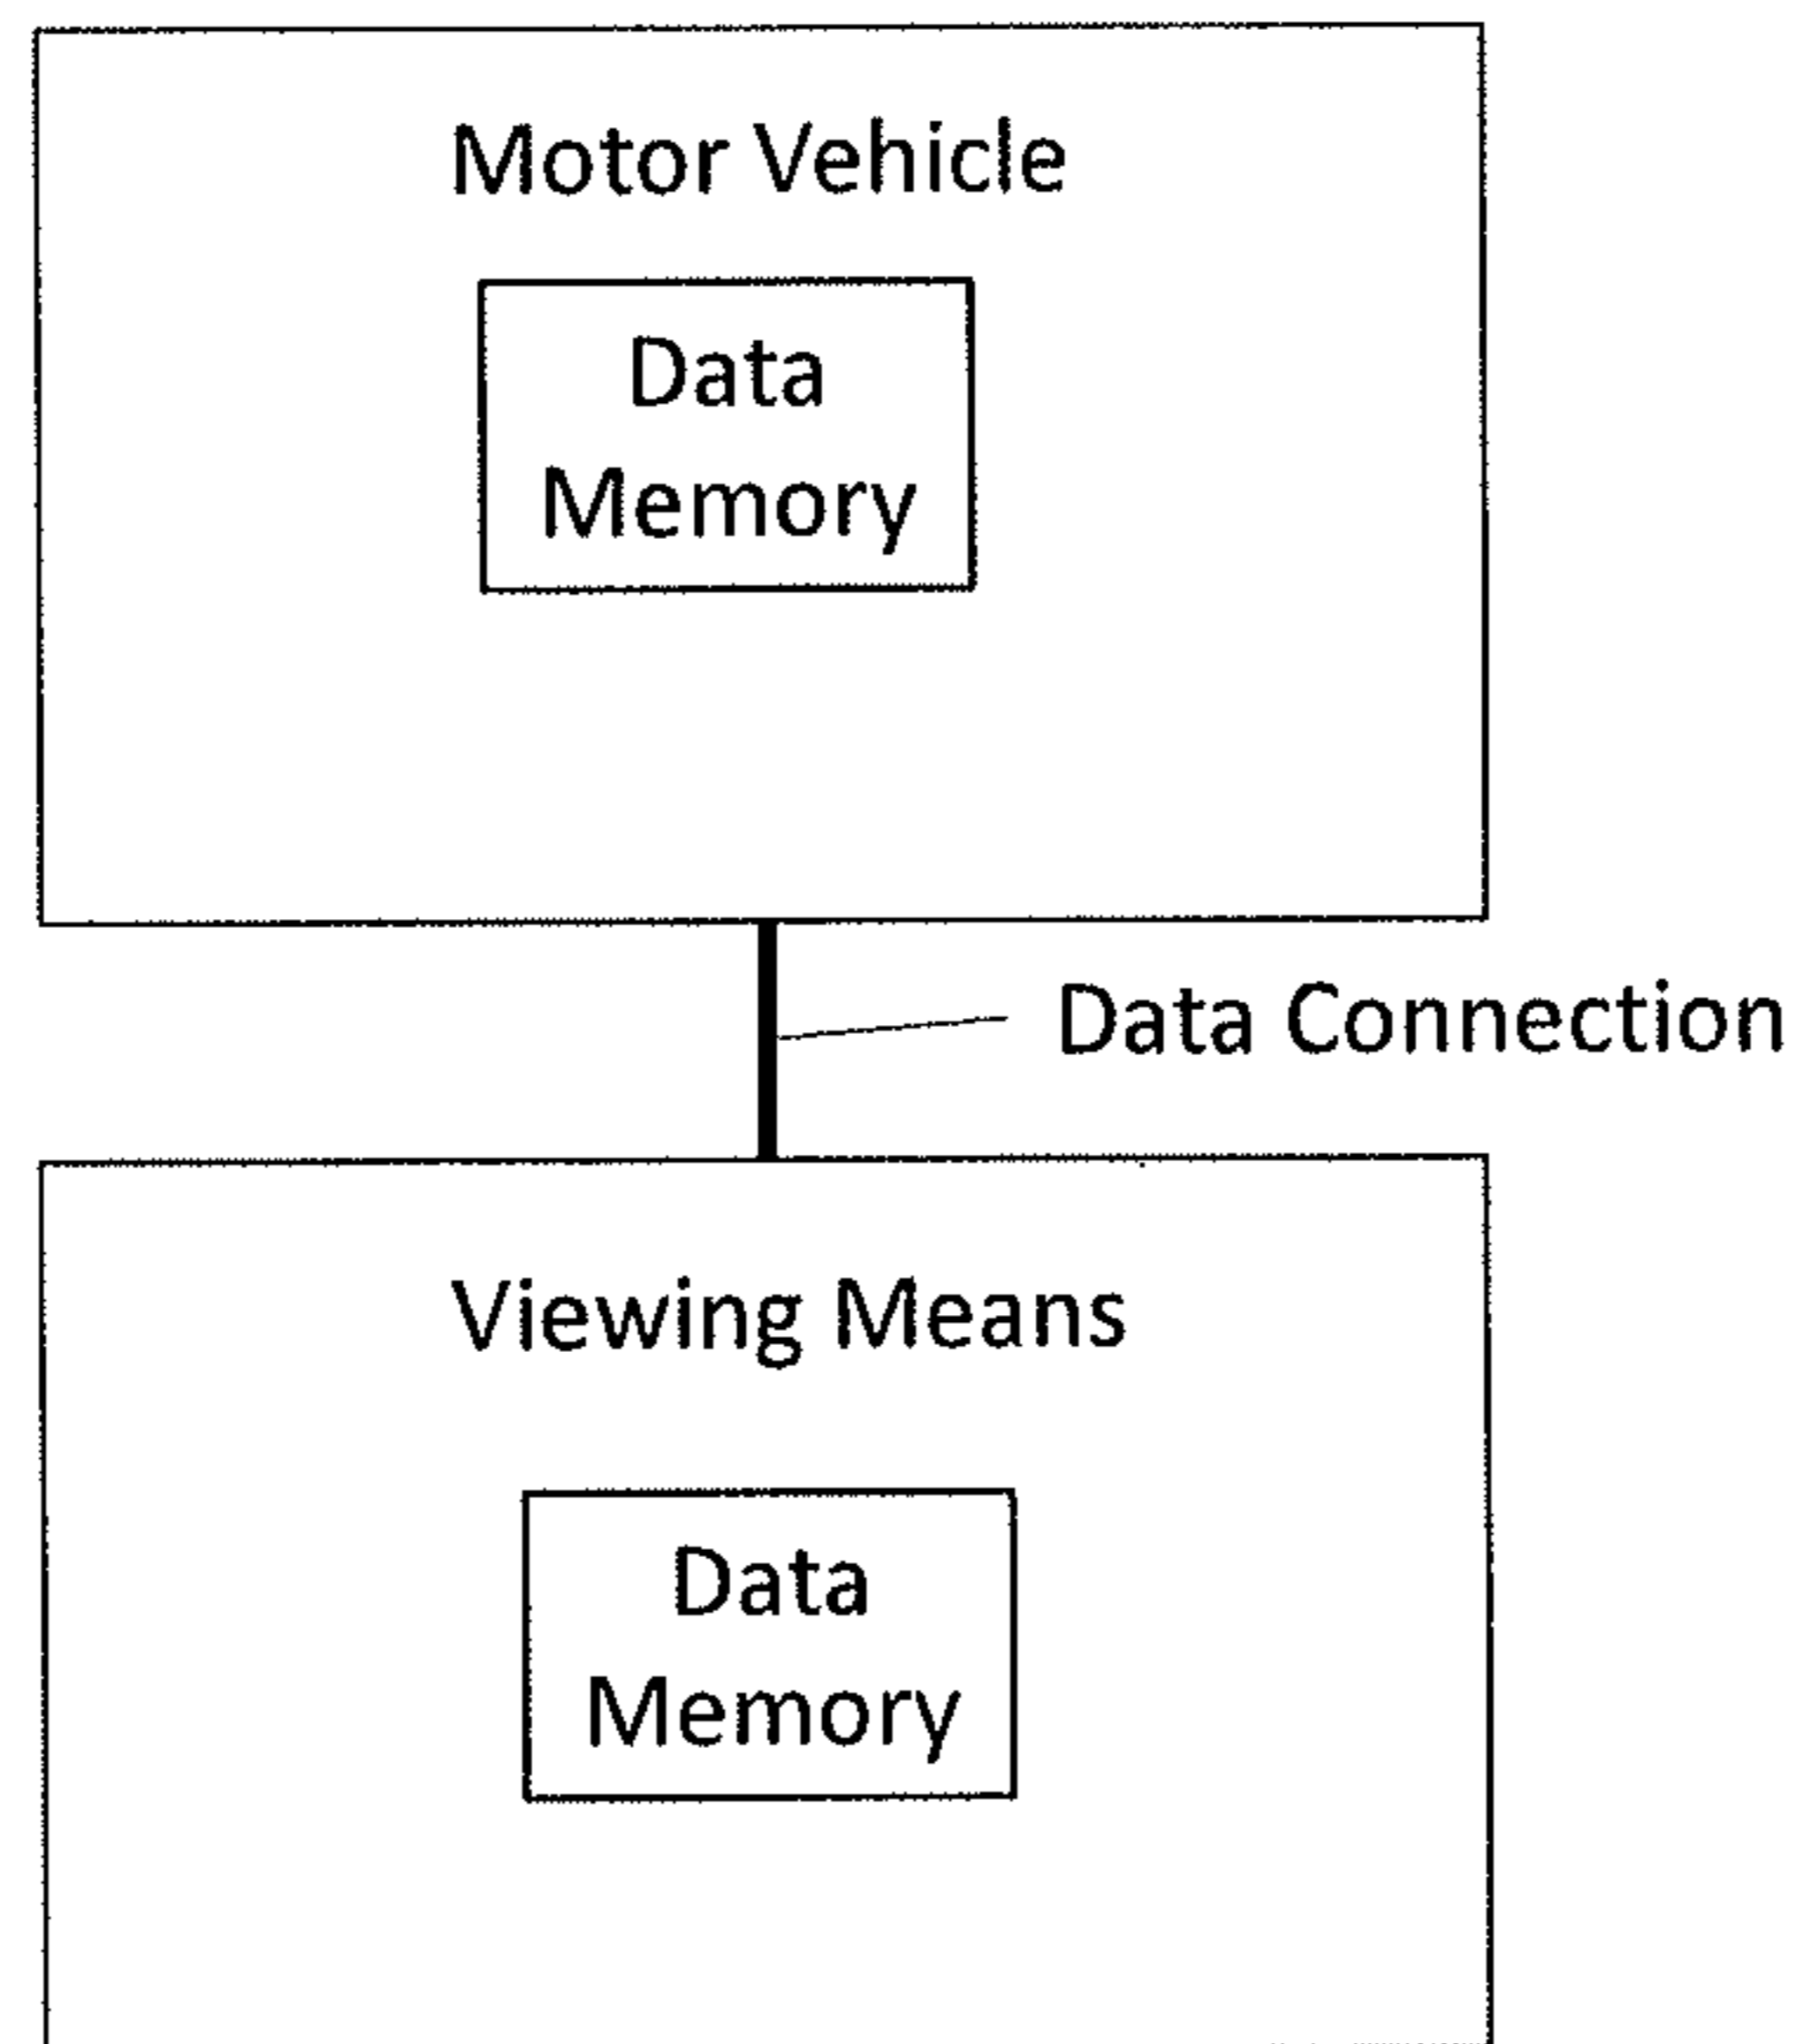 Motor Vehicle
Data
Memory
Data Connection
Viewing Means
Data
Memory